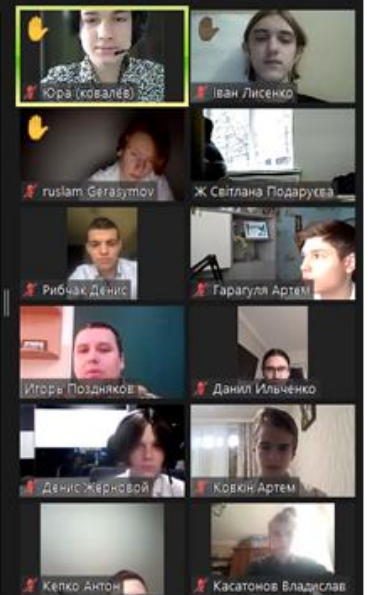 Юра (ковалёв)
Іван Лисенко
ruslam Gerasymov
Ж Світлана Подаруєва
Рибчак Денис
Гарагуля Артем
Игорь Поздняков
Данил Ильченко
Денис Жерновой
Ковкін Артем
Кепко Антон
Касатонов Владислав